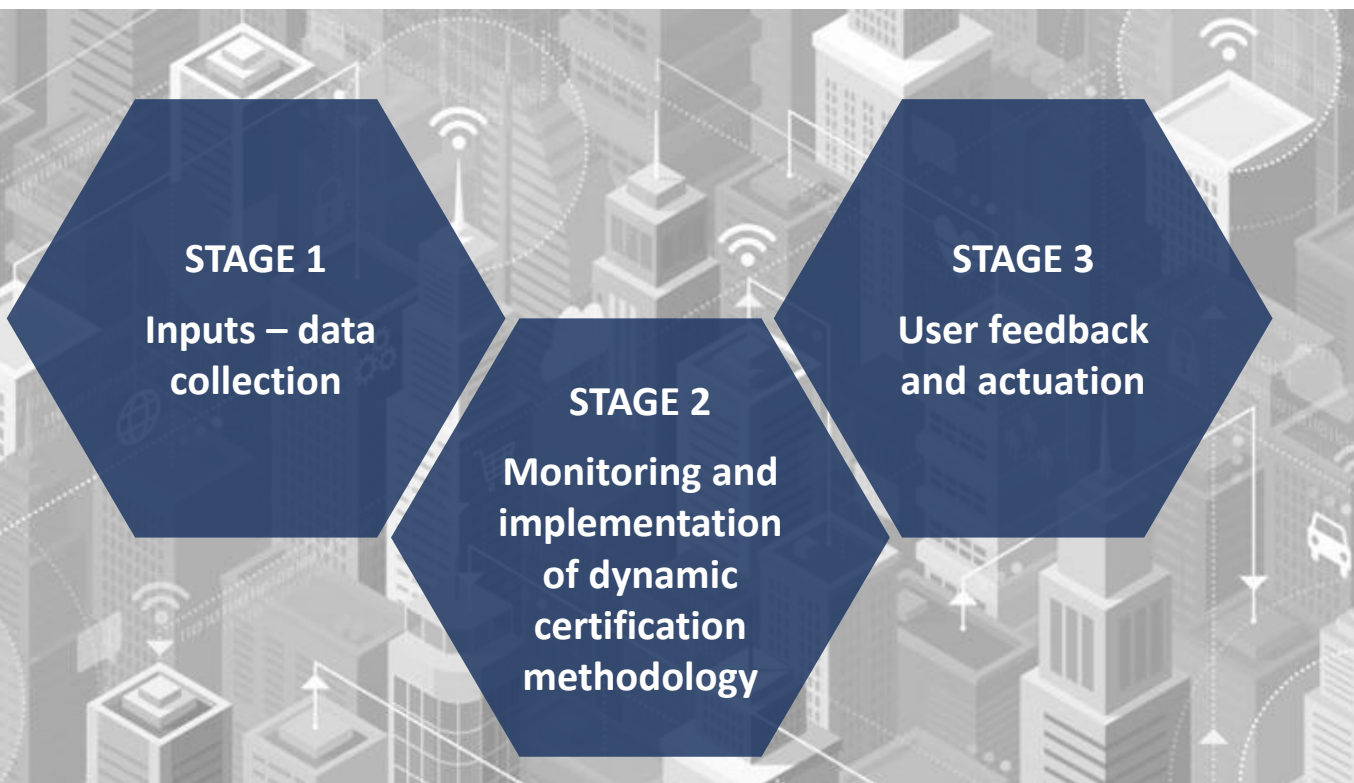 STAGE 1
Inputs – data
collection
STAGE 2
Monitoring and
implementation
of dynamic
certification
methodology
STAGE 3
User feedback
and actuation